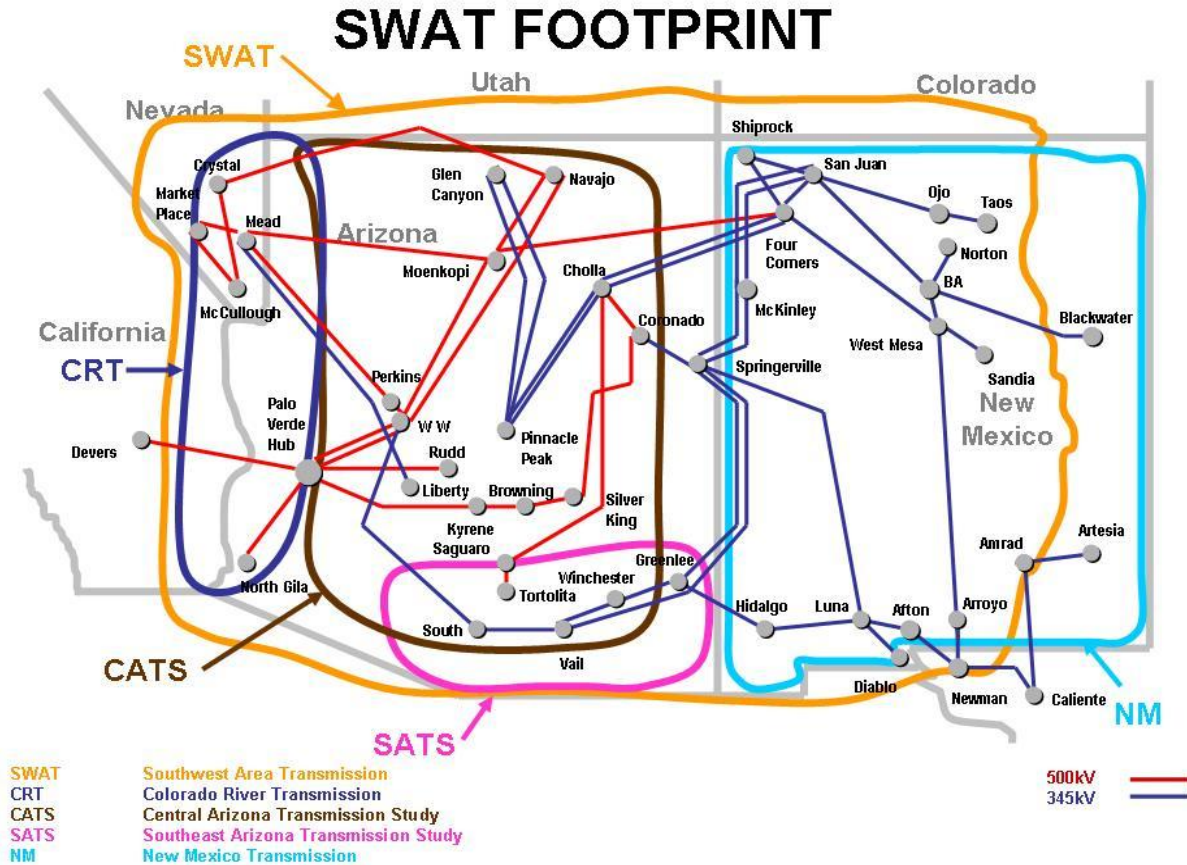 SWAT FOOTPRINT
SWAT
Utah
Colorado
Nevada
Shiprock
Crystal
Glen
Canyon
Navajo
San Juan
Market
Place
Mead
Ojo
Taos
Arizona
Moenkopi
Four
Corners
Norton
Cholla
BA
McCullough
McKinley
California
Coronado
Blackwater
CRT
West Mesa
Springerville
Sandia
Perkins
New
Mexico
Palo
Verde
Hub
W W
Pinnacle
Peak
Devers
Rudd
Liberty
Browning
Silver
King
Kyrene
Saguaro
Amrad
Artesia
Greenlee
North Gila
Winchester
Tortolita
Hidalgo
Luna
Afton
Arroyo
South
Vail
CATS
Diablo
Newman
Caliente
NM
SATS
SWAT Southwest Area Transmission
CRT Colorado River Transmission
CATS Central Arizona Transmission Study
SATS Southeast Arizona Transmission Study
NM New Mexico Transmission
500kV
345kV